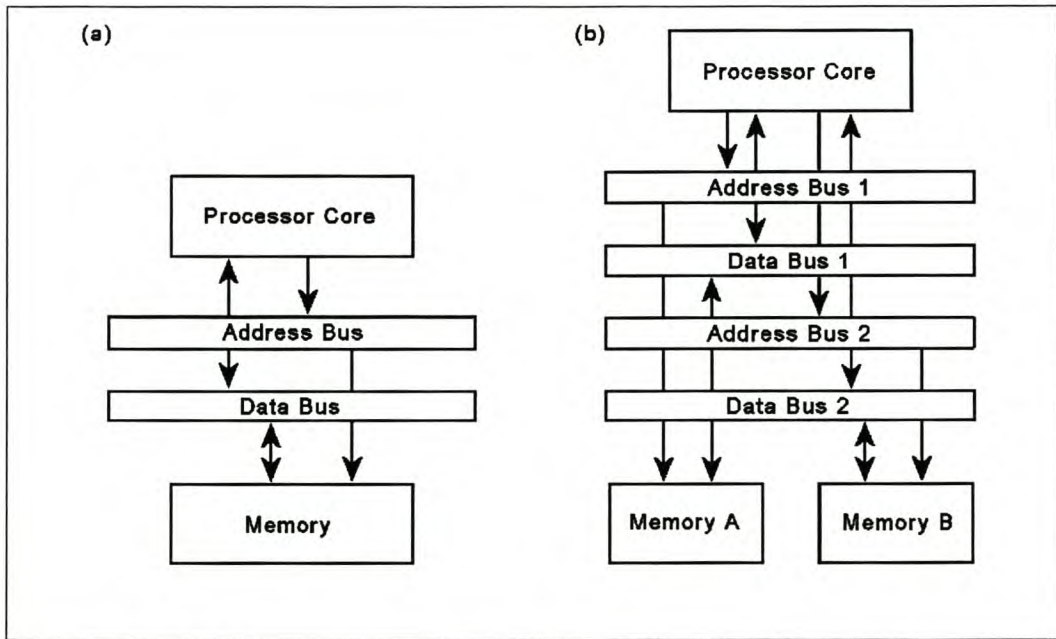 (a)
Processor Core
Address Bus
Data Bus
Memory
(b)
Processor Core
Address Bus 1
Data Bus 1
Address Bus 2
Data Bus 2
Memory A
Memory B